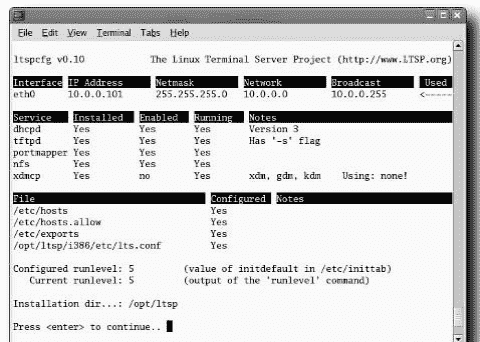 File Edit View Terminal Tabs Help
ltspcfg v0.10 The Linux Terminal Server Project (http://www.LTSP.org)
Interface IP Address Netmask Network Broadcast Used
eth0 10.0.0.101 255.255.255.0 10.0.0.0 10.0.0.255 <-----
Service Installed Enabled Running Notes
dhcpd Yes Yes Yes Version 3
tftpd Yes Yes Yes Has '-s' flag
portmapper Yes Yes Yes
nfs Yes Yes Yes
xdmcp Yes no Yes xdm, gdm, kdm Using: none!
File Configured Notes
/etc/hosts Yes
/etc/hosts.allow Yes
/etc/exports Yes
/opt/ltsp/i386/etc/lts.conf Yes
Configured runlevel: 5 (value of initdefault in /etc/inittab)
Current runlevel: 5 (output of the 'runlevel' command)
Installation dir...: /opt/ltsp
Press <enter> to continue..